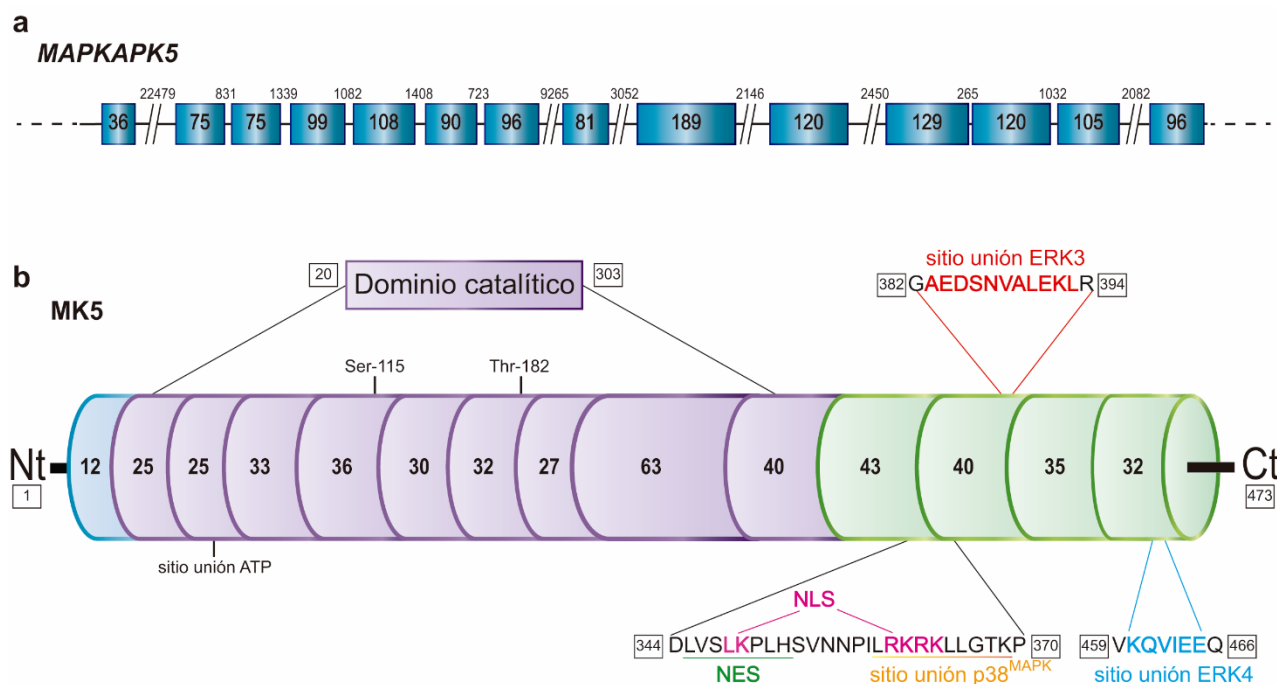 a
MAPKAPK5
22479 831 1339 1082 1408 723 9265 3052 2146 2450 265 1032 2082
36 75 75 99 108 90 96 81 189 120 129 120 105 96
b
MK5
20 Dominio catalítico 303
sitio unión ERK3
382 GAEDSNVALEKLR 394
Ser-115 Thr-182
Nt 12 25 25 33 36 30 32 27 63 40 43 40 35 32 Ct
1 473
sitio unión ATP
NLS
344 DLVSLKPLHSVNNPILRKRKLLGTKP 370 459 VKQVIEEQ 466
NES sitio unión p38MAPK sitio unión ERK4